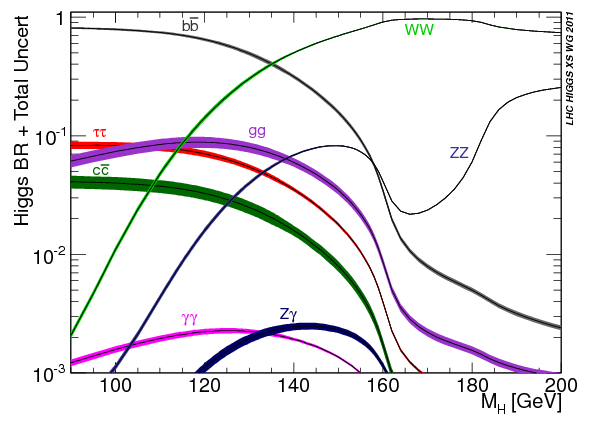 Higgs BR + Total Uncert
LHC HIGGS XS WG 2011
1
10⁻¹
10⁻²
10⁻³
bb̅
WW
ττ
gg
cc̅
ZZ
γγ
Zγ
100 120 140 160 180 200
M_H [GeV]